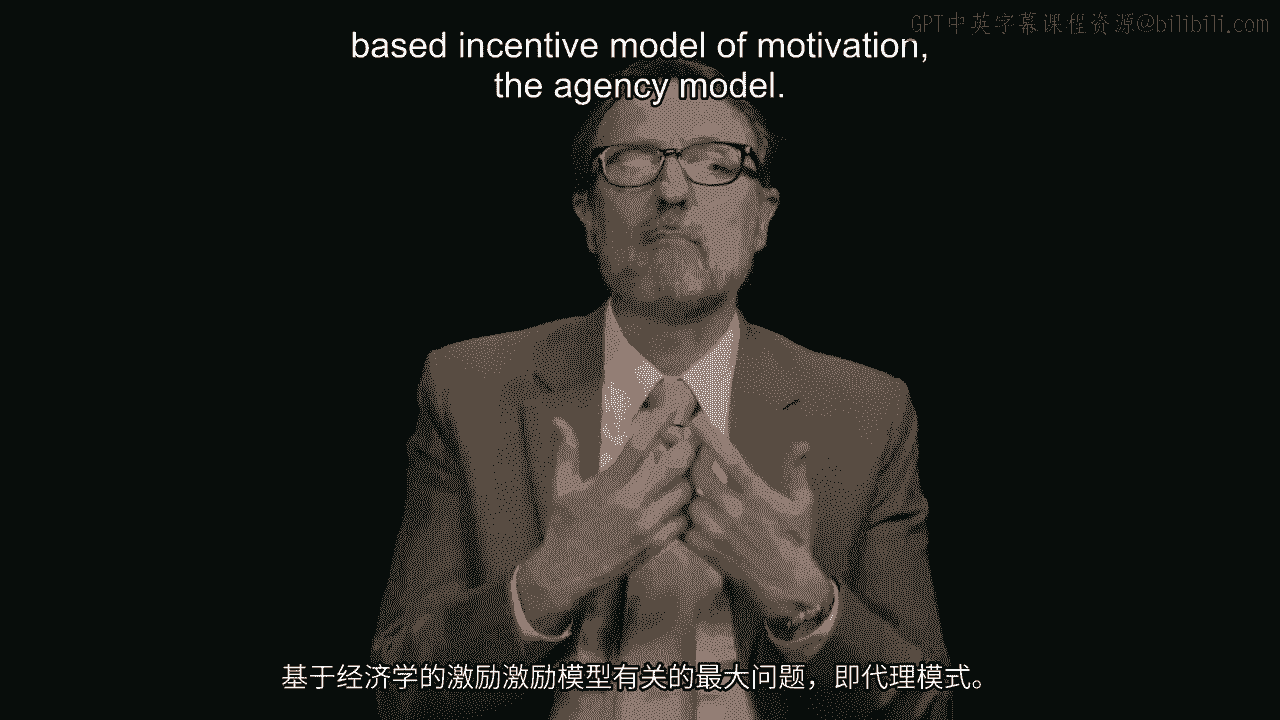 GPT中英字幕课程资源@bilibili.com
based incentive model of motivation,
the agency model.
基于经济学的激励激励模型有关的最大问题，即代理模式。